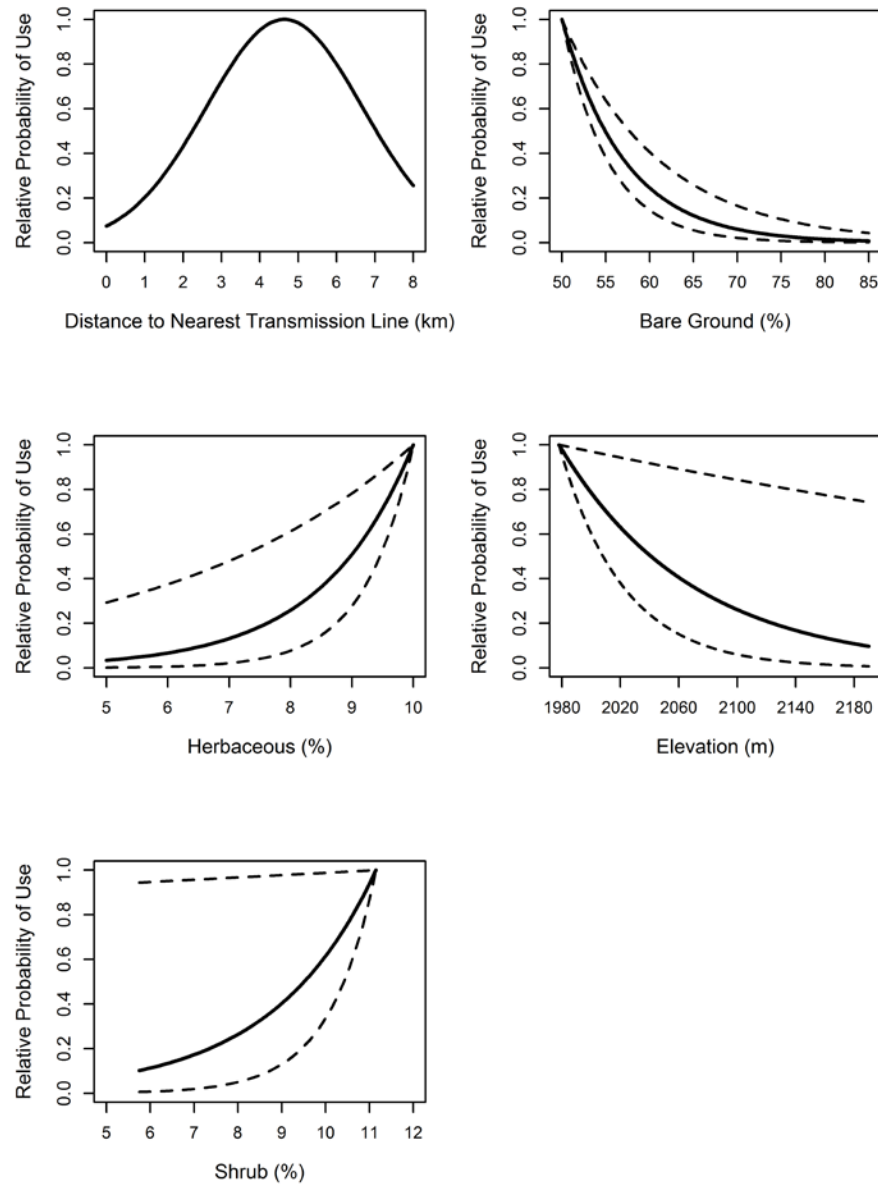 Relative Probability of Use
0.0 0.2 0.4 0.6 0.8 1.0
0 1 2 3 4 5 6 7 8
Distance to Nearest Transmission Line (km)
Relative Probability of Use
0.0 0.2 0.4 0.6 0.8 1.0
50 55 60 65 70 75 80 85
Bare Ground (%)
Relative Probability of Use
0.0 0.2 0.4 0.6 0.8 1.0
5 6 7 8 9 10
Herbaceous (%)
Relative Probability of Use
0.0 0.2 0.4 0.6 0.8 1.0
1980 2020 2060 2100 2140 2180
Elevation (m)
Relative Probability of Use
0.0 0.2 0.4 0.6 0.8 1.0
5 6 7 8 9 10 11 12
Shrub (%)